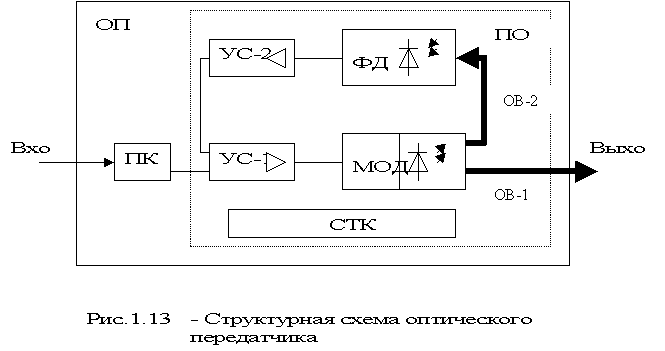 ОП
ПО
УС-2
ФД
ОВ-2
Вхо
Выхо
ПК
УС-1
МОД
ОВ-1
СТК
Рис.1.13 - Структурная схема оптического
передатчика